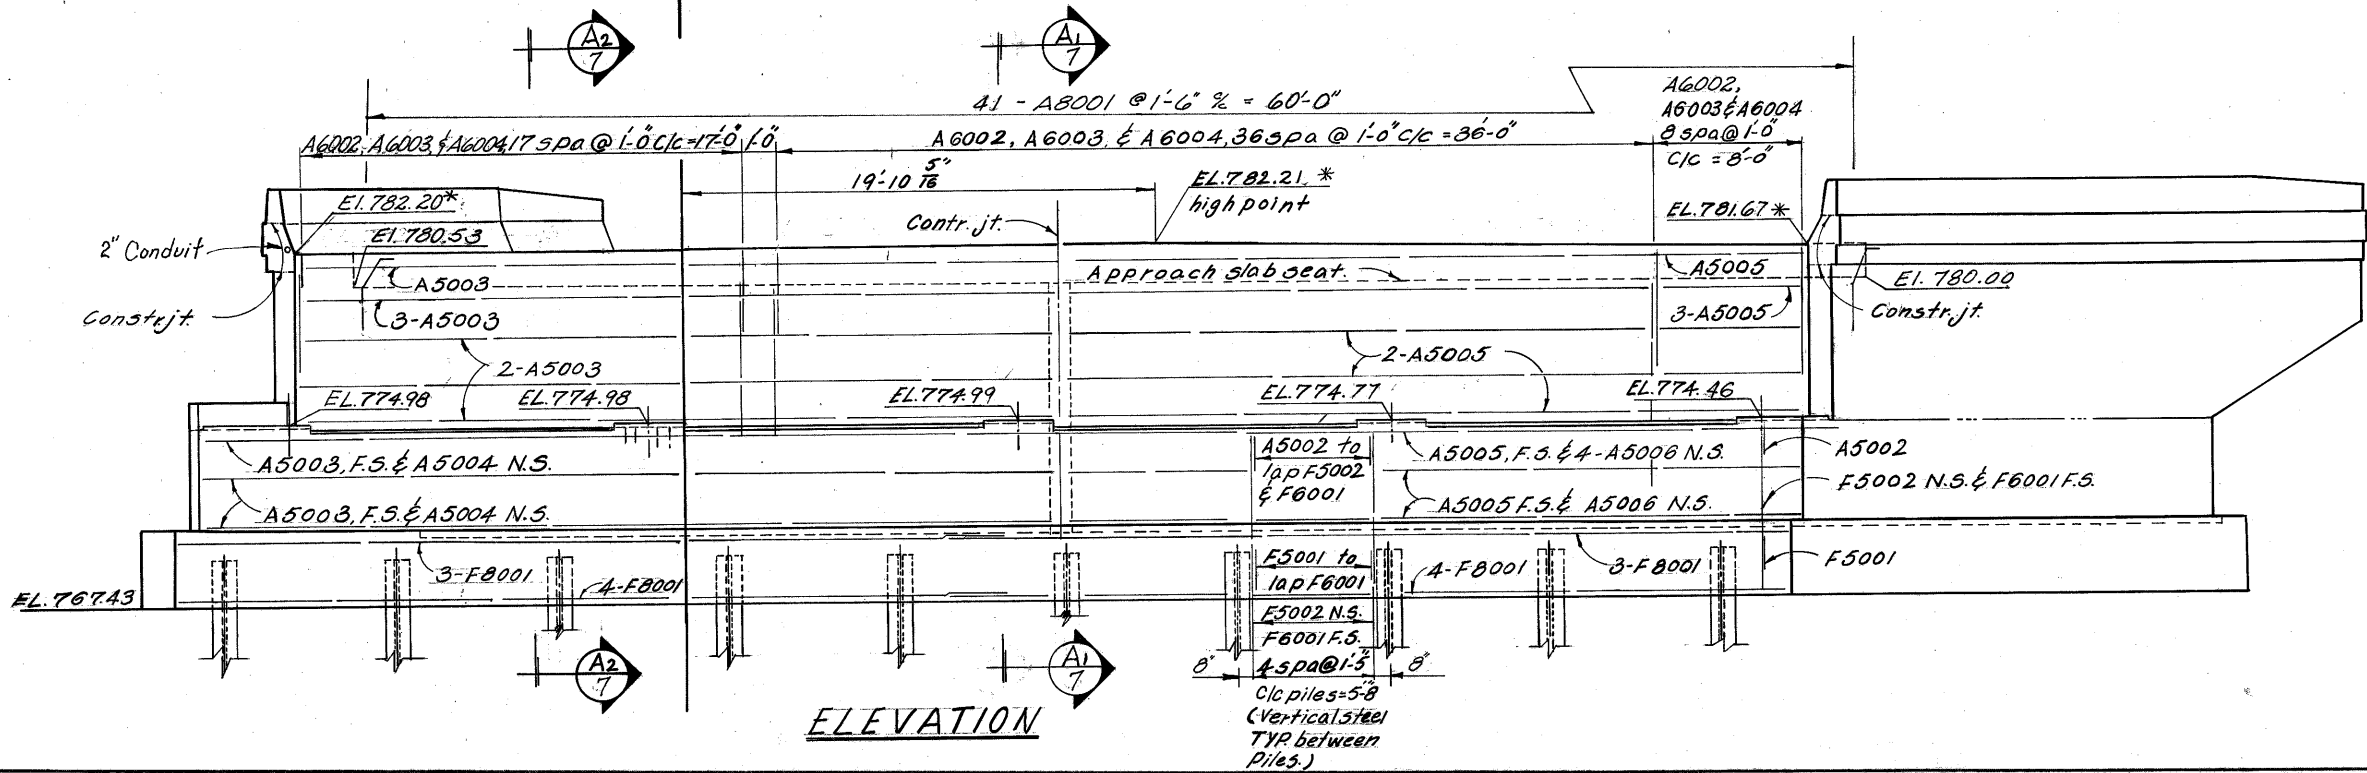 A2
7
A1
7
41 - A8001 @ 1'-6" c/c = 60'-0"
A6002,
A6003 & A6004
8 spa @ 1'-0"
C/C = 8'-0"
A6002, A6003, & A6004, 17 spa @ 1'-0" C/c = 17'-0"
1'-0"
A6002, A6003, & A6004, 36 spa @ 1'-0" C/c = 36'-0"
19'-10 5/16"
EL. 782.21 *
high point
El. 782.20*
EL. 781.67 *
Contr. jt.
El. 780.53
2" Conduit
Approach slab seat.
A5003
A5005
El. 780.00
Constr. jt.
3-A5003
3-A5005
Constr. jt.
2-A5003
2-A5005
EL. 774.98
EL. 774.98
EL. 774.99
EL. 774.77
EL. 774.46
A5003, F.S. & A5004 N.S.
A5002 to
lap F5002
& F6001
A5005, F.S. & 4-A5006 N.S.
A5002
A5003, F.S. & A5004 N.S.
A5005 F.S. & A5006 N.S.
F5002 N.S. & F6001 F.S.
3-F8001
4-F8001
F5001 to
lap F6001
4-F8001
3-F8001
F5001
EL. 767.43
F5002 N.S.
F6001 F.S.
8"
4 spa @ 1'-5"
8"
A2
7
A1
7
C/c piles = 5'-8"
(Vertical steel
TYP. between
Piles.)
ELEVATION